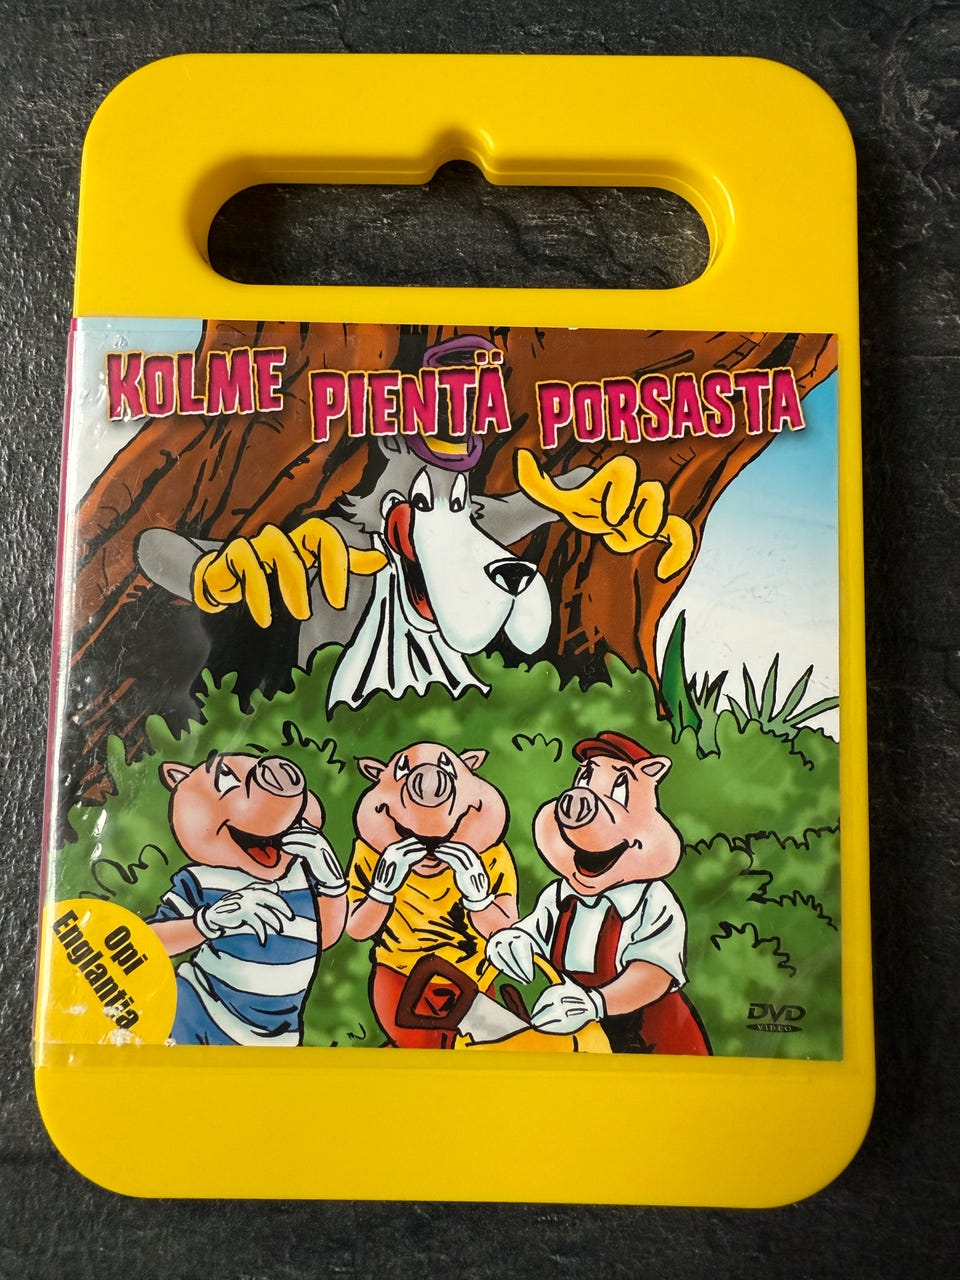 KOLME PIENTÄ PORSASTA
Opi
Englantia
DVD
VIDEO